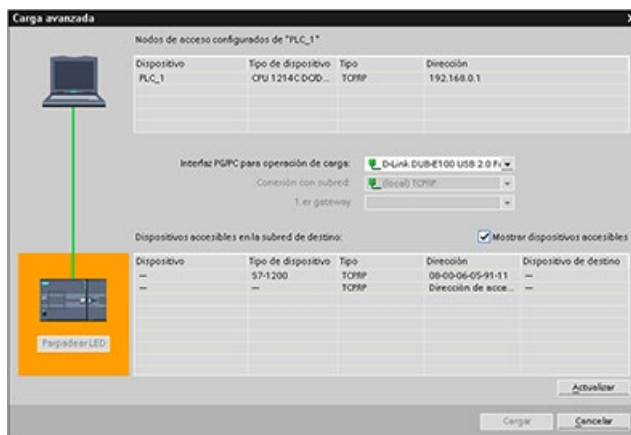 Carga avanzada
Nodos de acceso configurados de "PLC_1"
Dispositivo Tipo de dispositivo Tipo Dirección
PLC_1 CPU 1214C DC/D... TCP/IP 192.168.0.1
Interfaz PG/PC para operación de carga: D-Link DUB-E100 USB 2.0 F
Conexión con subred: (local) TCP/IP
1.er gateway
Dispositivos accesibles en la subred de destino: Mostrar dispositivos accesibles
Dispositivo Tipo de dispositivo Tipo Dirección Dispositivo de destino
— S7-1200 TCP/IP 08-00-06-05-91-11 —
— — TCP/IP Dirección de acce... —
Parpadear LED
Actualizar
Cargar Cancelar